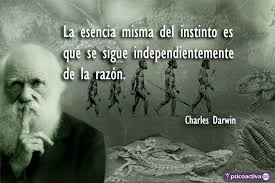 La esencia misma del instinto es
que se sigue independientemente
de la razón.
Charles Darwin
psicoactiva